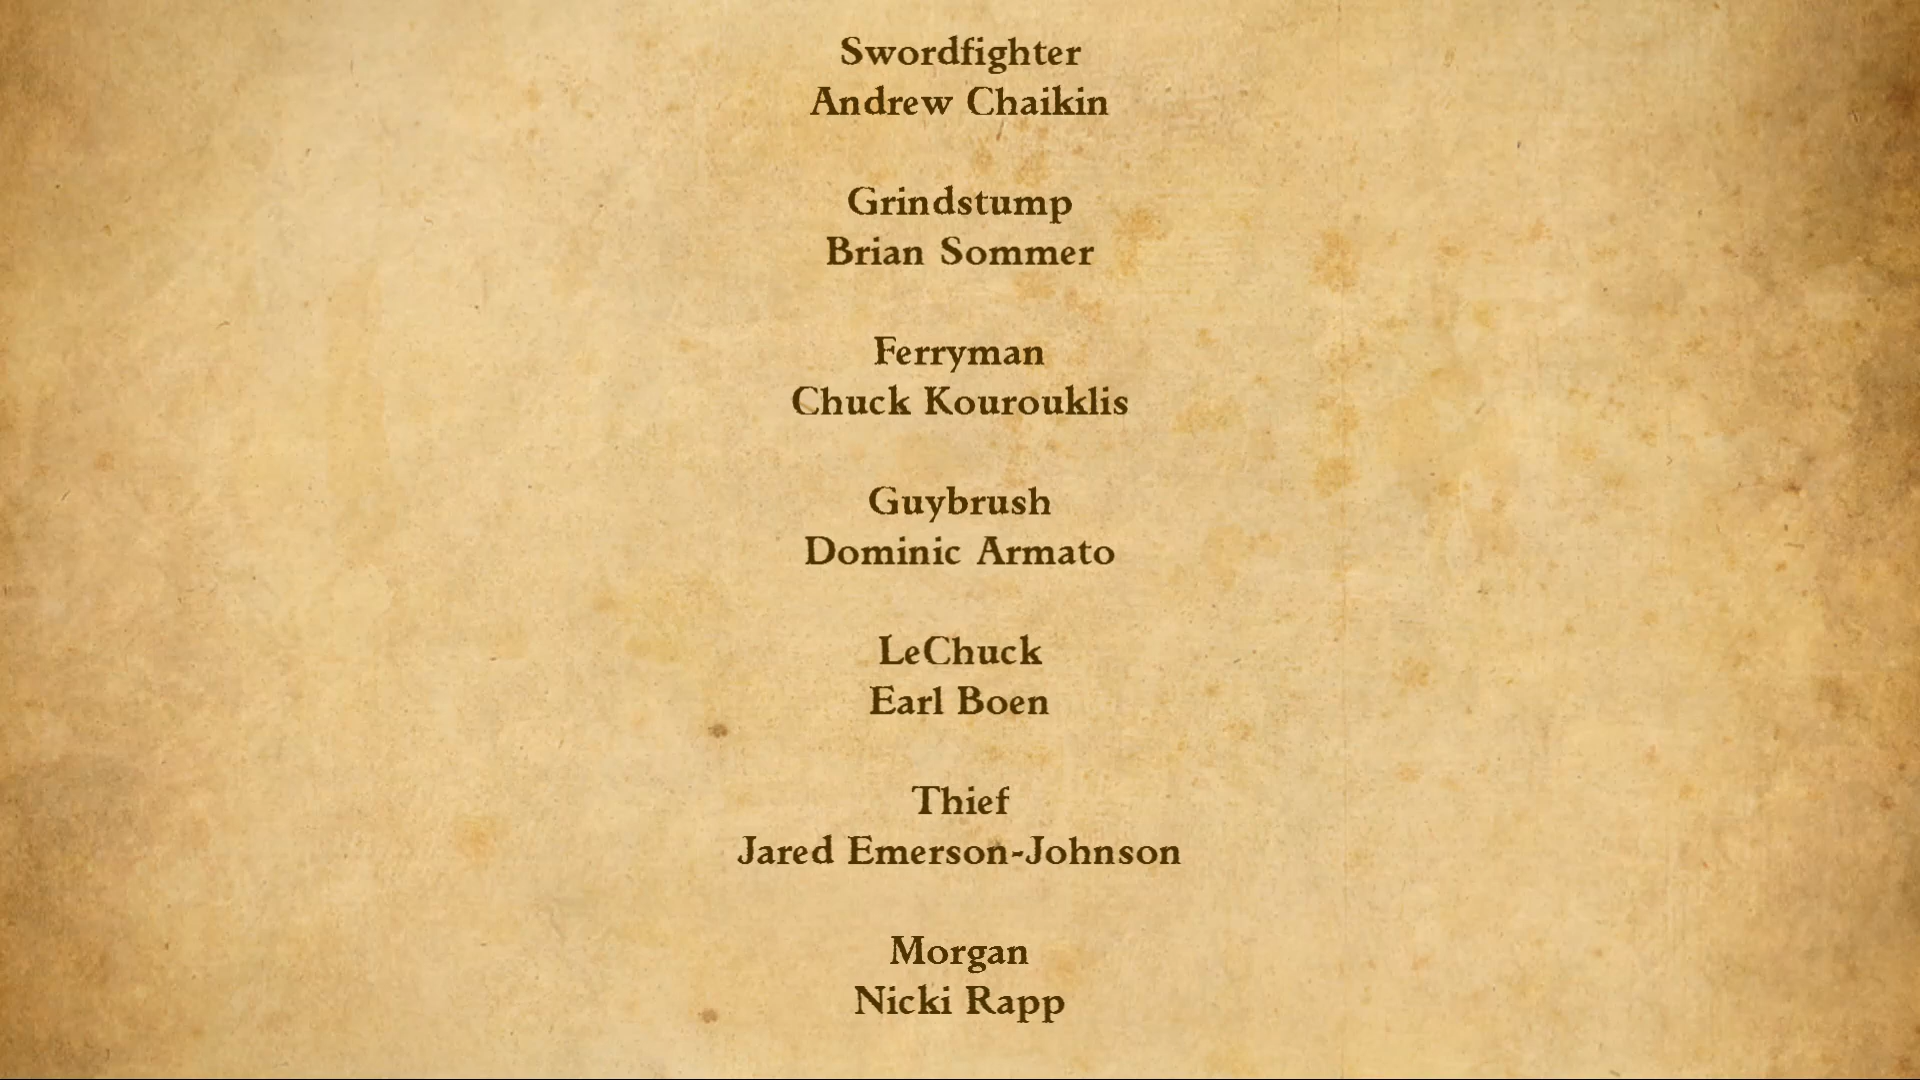 Swordfighter
Andrew Chaikin
Grindstump
Brian Sommer
Ferryman
Chuck Kourouklis
Guybrush
Dominic Armato
LeChuck
Earl Boen
Thief
Jared Emerson-Johnson
Morgan
Nicki Rapp